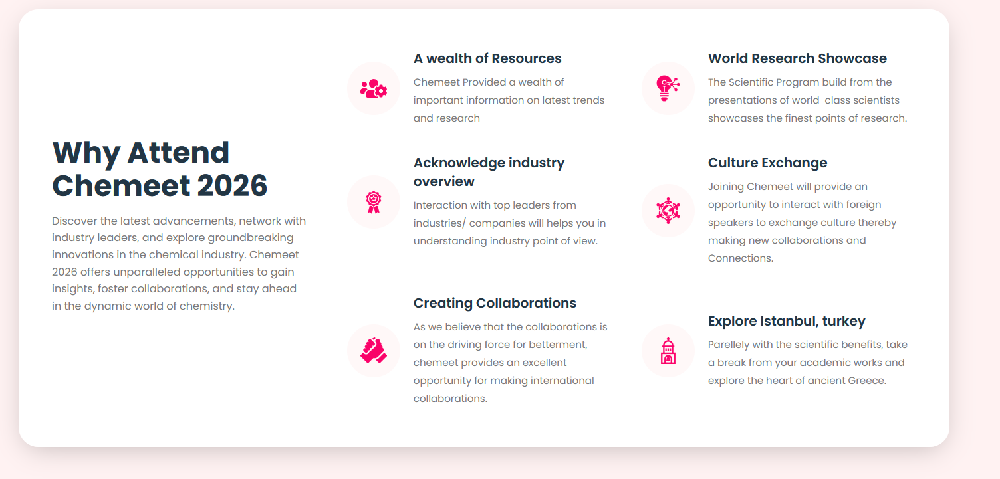 Why Attend
Chemeet 2026
Discover the latest advancements, network with
industry leaders, and explore groundbreaking
innovations in the chemical industry. Chemeet
2026 offers unparalleled opportunities to gain
insights, foster collaborations, and stay ahead
in the dynamic world of chemistry.
A wealth of Resources
Chemeet Provided a wealth of
important information on latest trends
and research
World Research Showcase
The Scientific Program build from the
presentations of world-class scientists
showcases the finest points of research.
Acknowledge industry
overview
Interaction with top leaders from
industries/ companies will helps you in
understanding industry point of view.
Culture Exchange
Joining Chemeet will provide an
opportunity to interact with foreign
speakers to exchange culture thereby
making new collaborations and
Connections.
Creating Collaborations
As we believe that the collaborations is
on the driving force for betterment,
chemeet provides an excellent
opportunity for making international
collaborations.
Explore Istanbul, turkey
Parellely with the scientific benefits, take
a break from your academic works and
explore the heart of ancient Greece.